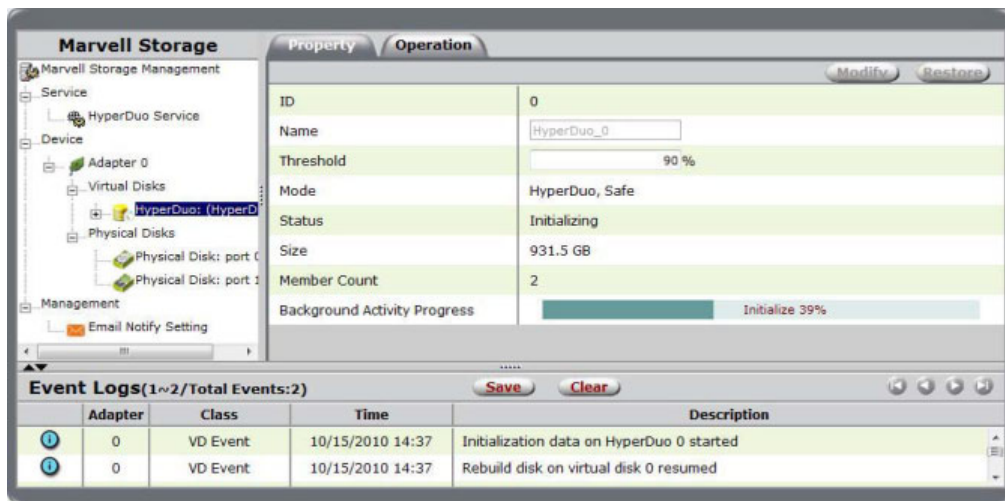 Marvell Storage
Property
Operation
Marvell Storage Management
Modify
Restore
Service
HyperDuo Service
Device
Adapter 0
Virtual Disks
HyperDuo: (HyperD
Physical Disks
Physical Disk: port
Physical Disk: port 1
Management
Email Notify Setting
ID 0
Name HyperDuo_0
Threshold 90 %
Mode HyperDuo, Safe
Status Initializing
Size 931.5 GB
Member Count 2
Background Activity Progress Initialize 39%
Event Logs(1~2/Total Events:2)
Save
Clear
Adapter Class Time Description
0 VD Event 10/15/2010 14:37 Initialization data on HyperDuo 0 started
0 VD Event 10/15/2010 14:37 Rebuild disk on virtual disk 0 resumed